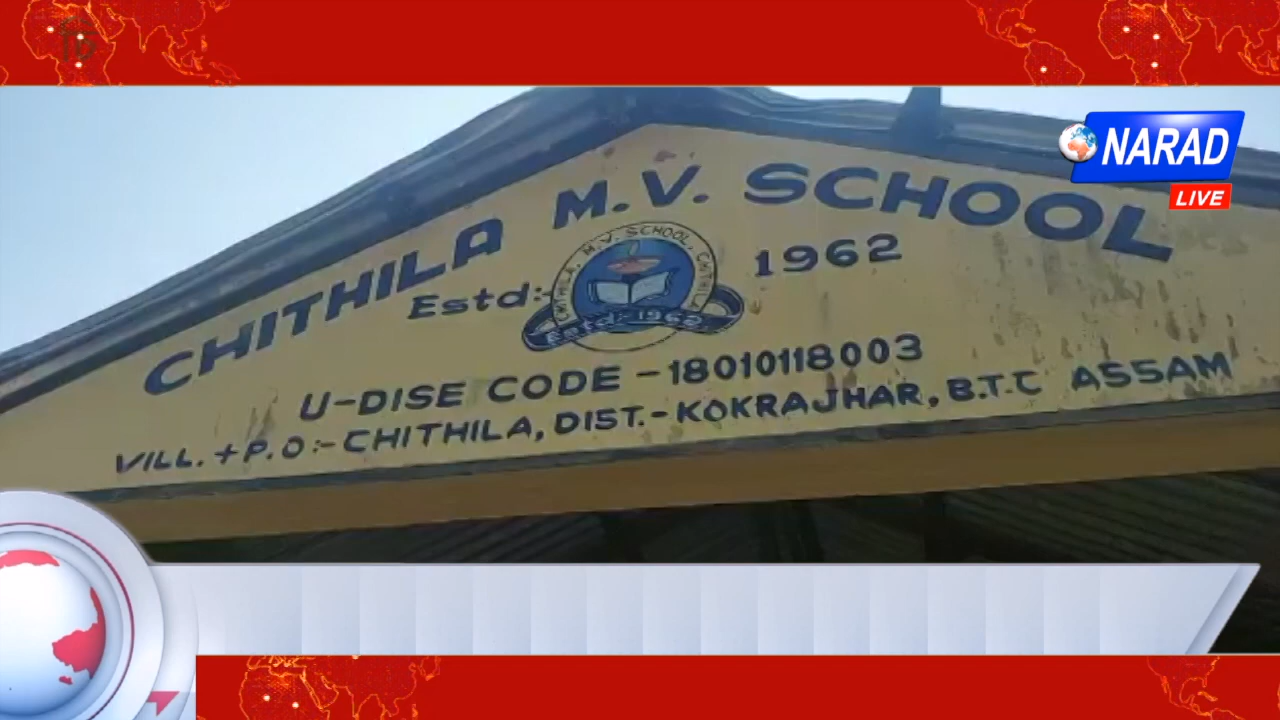 NARAD
LIVE
CHITHILA M.V. SCHOOL
Estd:- 1962
CHITHILA M.V. SCHOOL, CHITHILA
Estd:- 1962
U-DISE CODE - 18010118003
VILL. + P.O:- CHITHILA, DIST.- KOKRAJHAR, B.T.C ASSAM